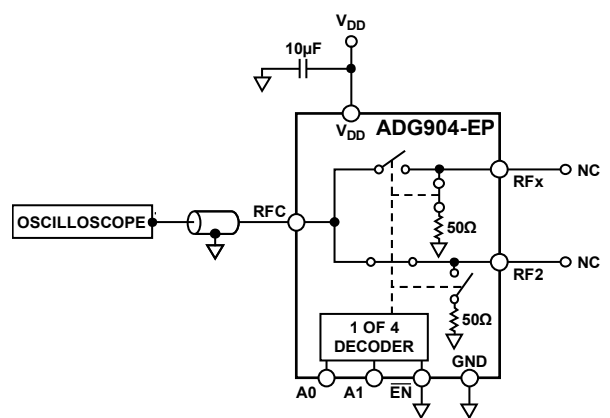 VDD
10µF
VDD
ADG904-EP
RFx
NC
OSCILLOSCOPE
RFC
50Ω
RF2
NC
50Ω
1 OF 4
DECODER
GND
A0
A1
EN